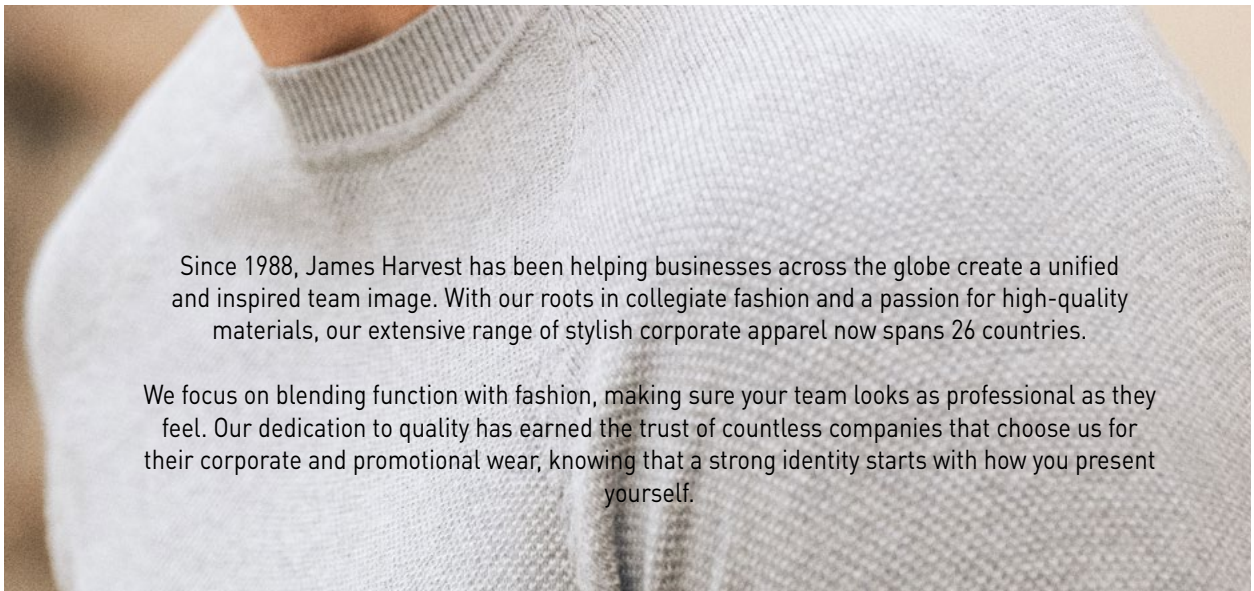 Since 1988, James Harvest has been helping businesses across the globe create a unified
and inspired team image. With our roots in collegiate fashion and a passion for high-quality
materials, our extensive range of stylish corporate apparel now spans 26 countries.
We focus on blending function with fashion, making sure your team looks as professional as they
feel. Our dedication to quality has earned the trust of countless companies that choose us for
their corporate and promotional wear, knowing that a strong identity starts with how you present
yourself.